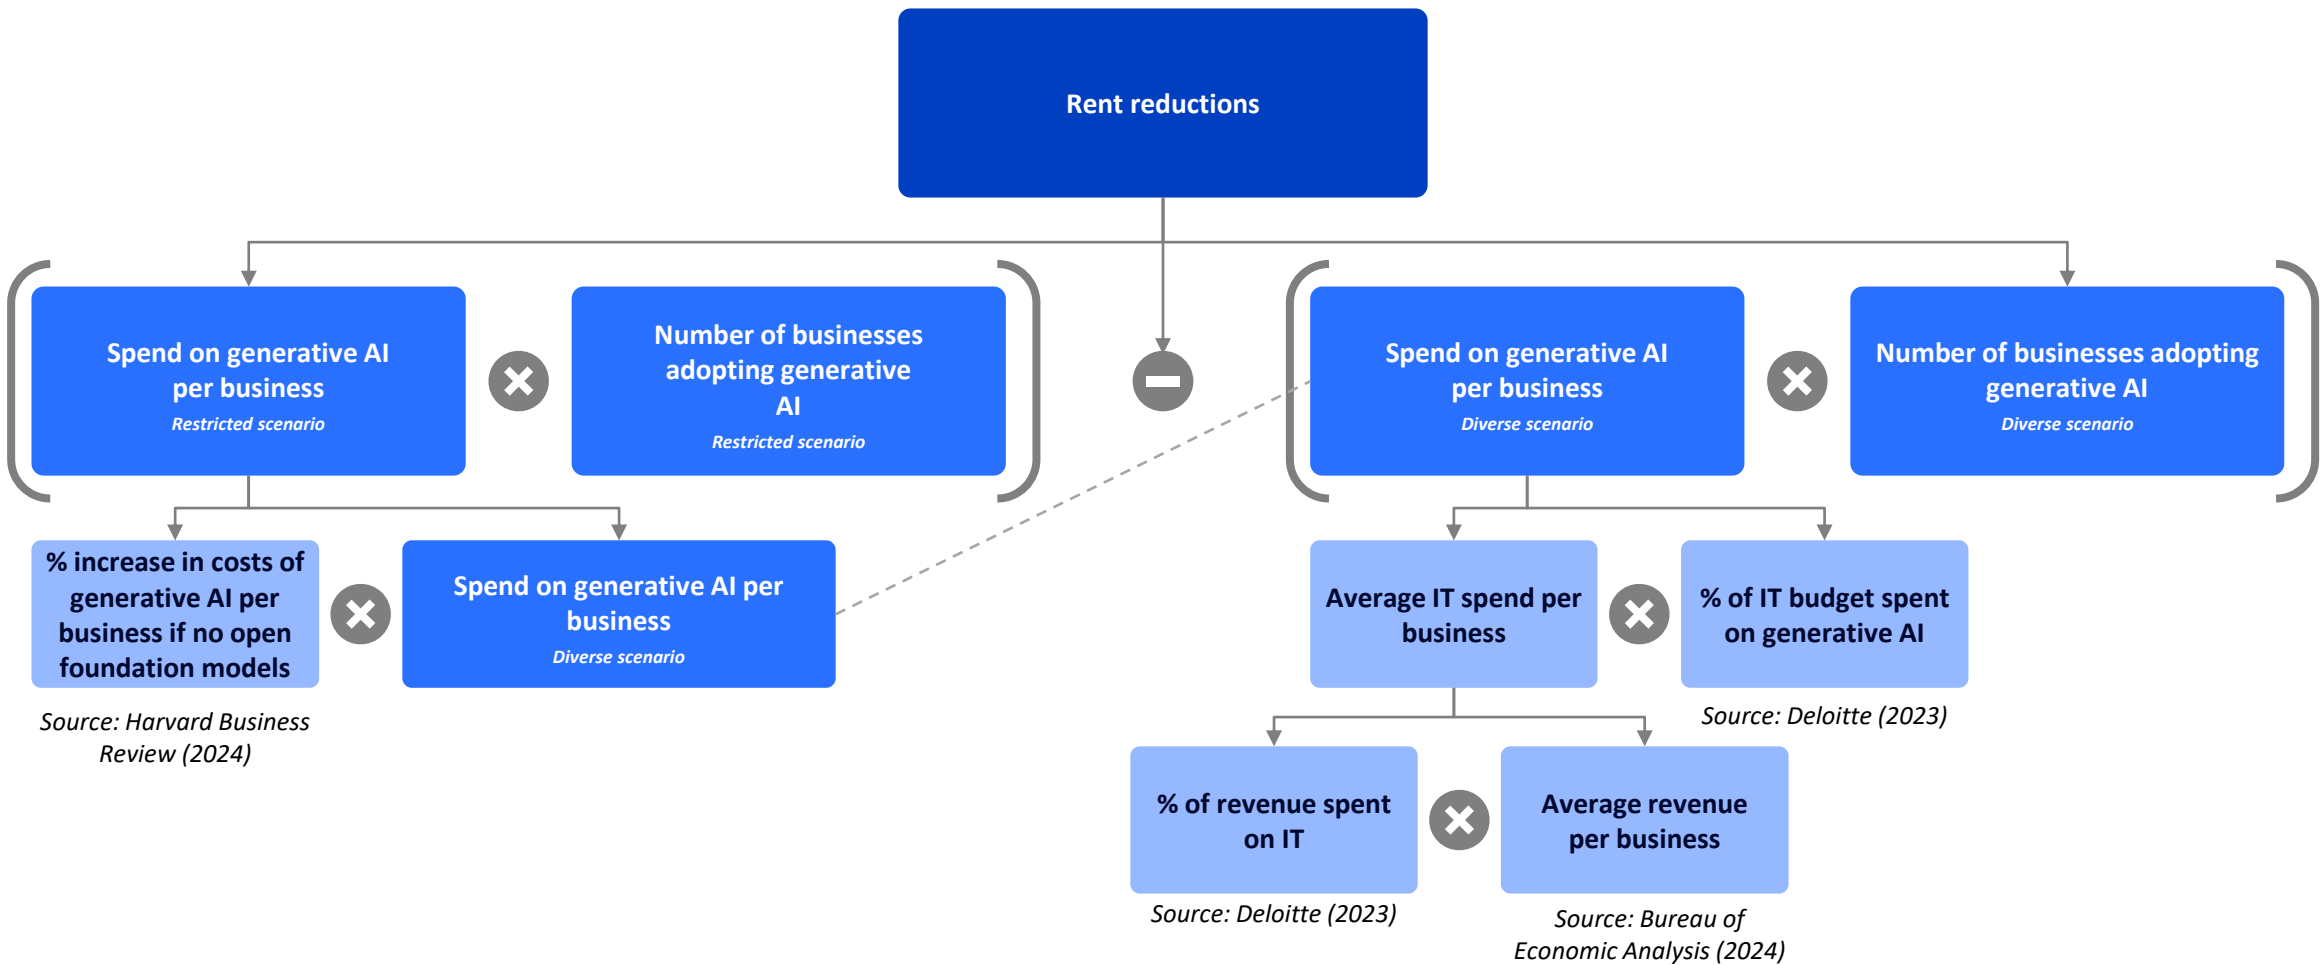 Rent reductions
Spend on generative AI
per business
Restricted scenario
Number of businesses
adopting generative
AI
Restricted scenario
Spend on generative AI
per business
Diverse scenario
Number of businesses adopting
generative AI
Diverse scenario
% increase in costs of
generative AI per
business if no open
foundation models
Source: Harvard Business
Review (2024)
Spend on generative AI per
business
Diverse scenario
Average IT spend per
business
% of IT budget spent
on generative AI
Source: Deloitte (2023)
% of revenue spent
on IT
Source: Deloitte (2023)
Average revenue
per business
Source: Bureau of
Economic Analysis (2024)